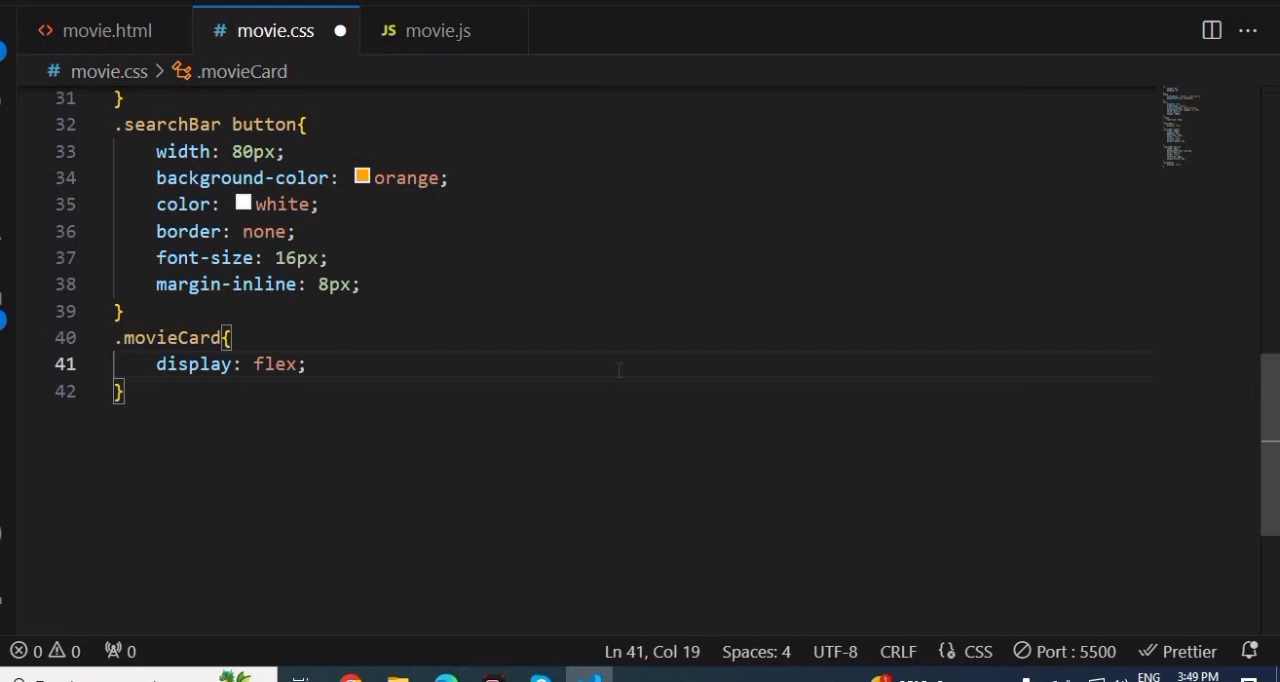 <> movie.html # movie.css JS movie.js ...
# movie.css > .movieCard
31 }
32 .searchBar button{
33 width: 80px;
34 background-color: orange;
35 color: white;
36 border: none;
37 font-size: 16px;
38 margin-inline: 8px;
39 }
40 .movieCard{
41 display: flex;
42 }
0 0 0 Ln 41, Col 19 Spaces: 4 UTF-8 CRLF {} CSS Port : 5500 Prettier
ENG 3:49 PM